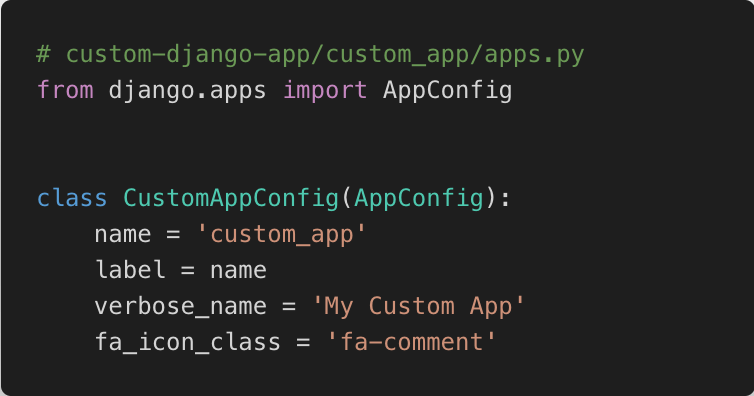 # custom-django-app/custom_app/apps.py
from django.apps import AppConfig
class CustomAppConfig(AppConfig):
    name = 'custom_app'
    label = name
    verbose_name = 'My Custom App'
    fa_icon_class = 'fa-comment'